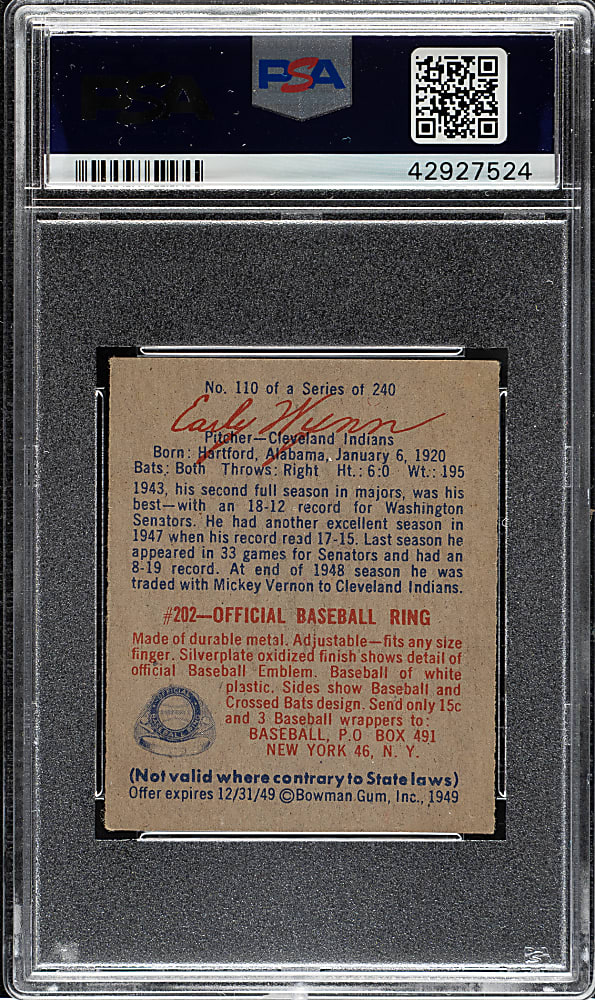 PSA
PSA
42927524
No. 110 of a Series of 240
Early Wynn
Pitcher—Cleveland Indians
Born: Hartford, Alabama, January 6, 1920
Bats: Both Throws: Right Ht.: 6:0 Wt.: 195
1943, his second full season in majors, was his
best—with an 18-12 record for Washington
Senators. He had another excellent season in
1947 when his record read 17-15. Last season he
appeared in 33 games for Senators and had an
8-19 record. At end of 1948 season he was
traded with Mickey Vernon to Cleveland Indians.
#202—OFFICIAL BASEBALL RING
Made of durable metal. Adjustable—fits any size
finger. Silverplate oxidized finish shows detail of
official Baseball Emblem. Baseball of white
plastic. Sides show Baseball and
Crossed Bats design. Send only 15c
and 3 Baseball wrappers to:
BASEBALL, P.O BOX 491
NEW YORK 46, N. Y.
OFFICIAL
BASEBALL RING
(Not valid where contrary to State laws)
Offer expires 12/31/49 ©Bowman Gum, Inc., 1949